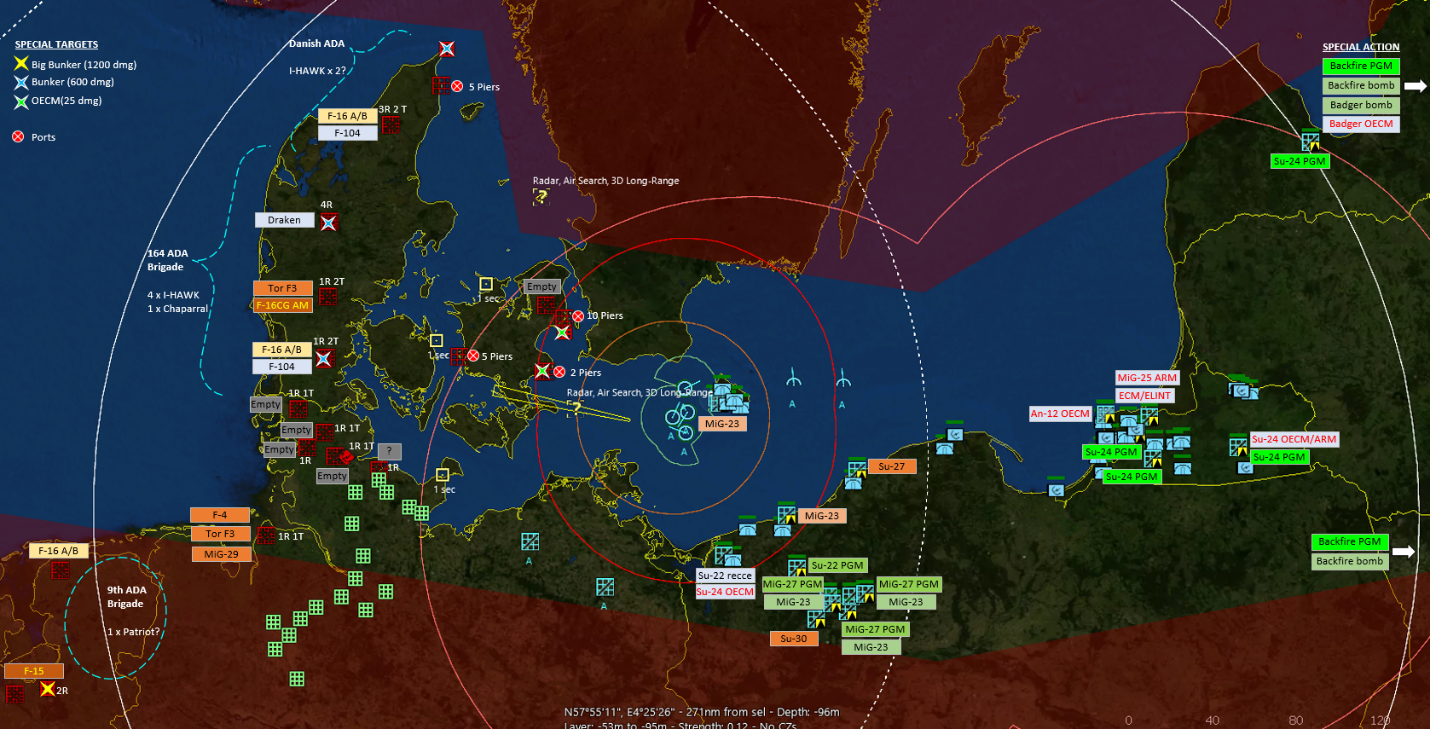 SPECIAL TARGETS
Big Bunker (1200 dmg)
Bunker (600 dmg)
OECM(25 dmg)
Ports
Danish ADA
I-HAWK x 2?
5 Piers
3R 2 T
F-16 A/B
F-104
SPECIAL ACTION
Backfire PGM
Backfire bomb
Badger bomb
Badger OECM
Su-24 PGM
Radar, Air Search, 3D Long-Range
?
4R
Draken
164 ADA
Brigade
4 x I-HAWK
1 x Chaparral
1R 2T
Tor F3
F-16CG AM
1 sec
Empty
10 Piers
1R 2T
F-16 A/B
F-104
1 sec
5 Piers
2 Piers
Radar, Air Search, 3D Long-Range
?
A
A
MiG-23
A
A
A
MiG-25 ARM
ECM/ELINT
An-12 OECM
Su-24 OECM/ARM
Su-24 PGM
Su-24 PGM
Su-24 PGM
1R 1T
Empty
Empty
1R 1T
Empty
1R
1R 1T
Empty
?
1R
1 sec
Su-27
MiG-23
F-4
Tor F3
MiG-29
1R 1T
A
A
Su-22 recce
Su-24 OECM
Su-22 PGM
MiG-27 PGM
MiG-23
MiG-27 PGM
MiG-23
Su-30
MiG-27 PGM
MiG-23
Backfire PGM
Backfire bomb
F-16 A/B
9th ADA
Brigade
1 x Patriot?
F-15
2R
N57°55'11", E4°25'26" - 271nm from sel - Depth: -96m
Layer: -53m to -95m - Strength: 0.12 - No CZs
0 40 80 120